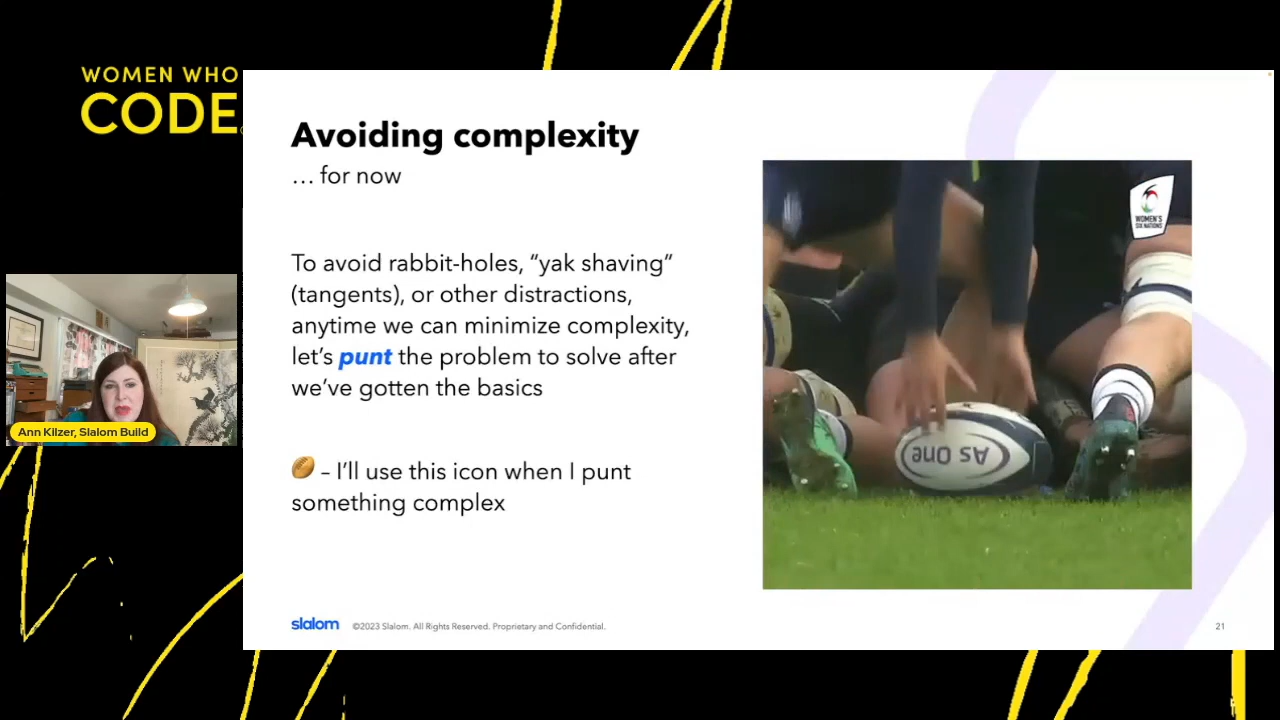 WOMEN WHO
CODE
Avoiding complexity
… for now
To avoid rabbit-holes, “yak shaving“
(tangents), or other distractions,
anytime we can minimize complexity,
let’s punt the problem to solve after
we’ve gotten the basics
🏉 – I’ll use this icon when I punt
something complex
WOMEN'S
SIX NATIONS
As One
Ann Kilzer, Slalom Build
slalom ©2023 Slalom. All Rights Reserved. Proprietary and Confidential.
21